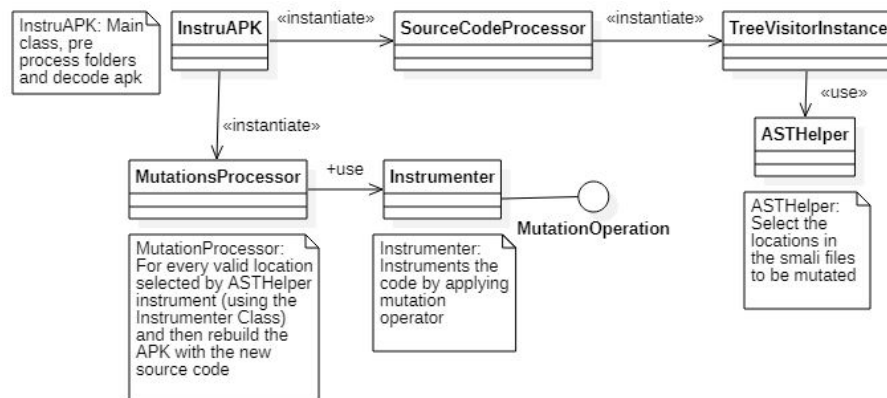 InstruAPK: Main
class, pre
process folders
and decode apk
InstruAPK
«instantiate»
SourceCodeProcessor
«instantiate»
TreeVisitorInstance
«use»
ASTHelper
«instantiate»
MutationsProcessor
+use
Instrumenter
MutationOperation
MutationProcessor:
For every valid location
selected by ASTHelper
instrument (using the
Instrumenter Class)
and then rebuild the
APK with the new
source code
Instrumenter:
Instruments the
code by applying
mutation
operator
ASTHelper:
Select the
locations in
the smali files
to be mutated